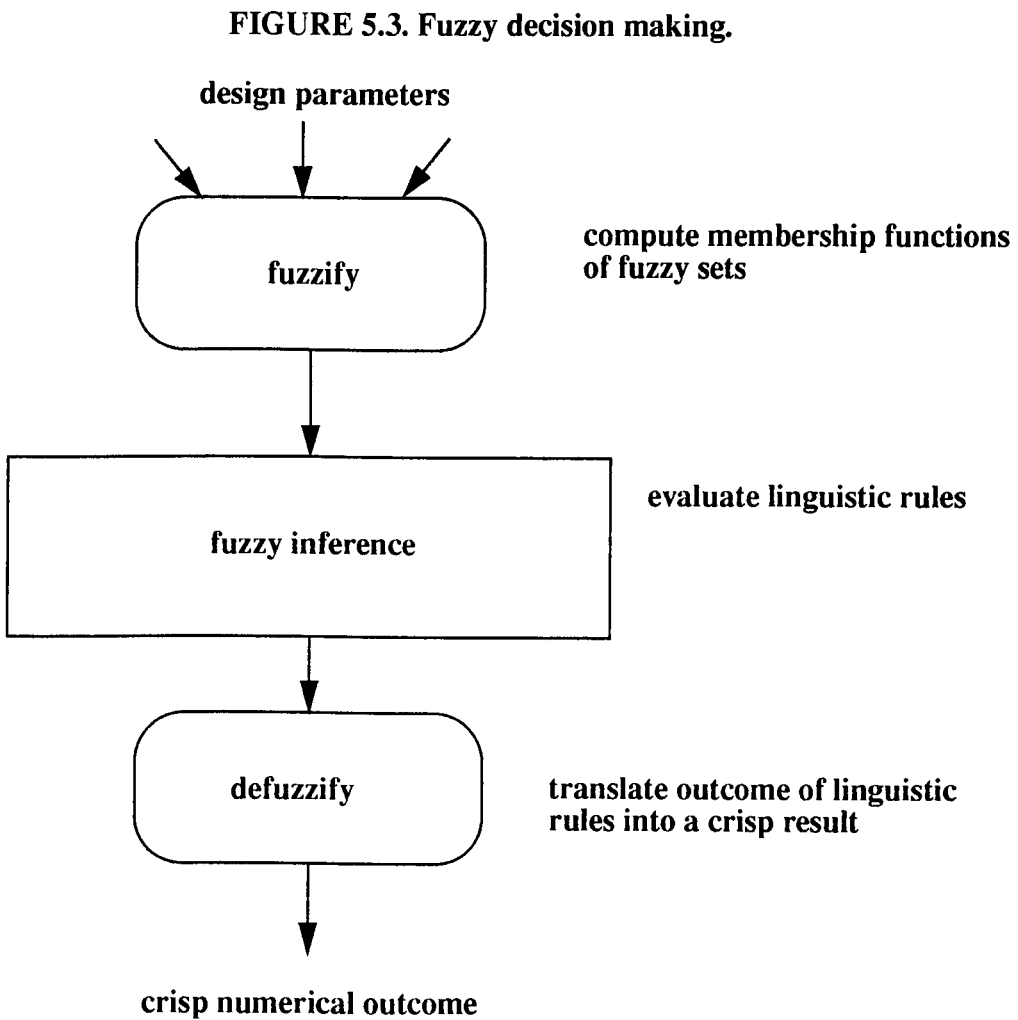 FIGURE 5.3. Fuzzy decision making.
design parameters
fuzzify
compute membership functions
of fuzzy sets
fuzzy inference
evaluate linguistic rules
defuzzify
translate outcome of linguistic
rules into a crisp result
crisp numerical outcome